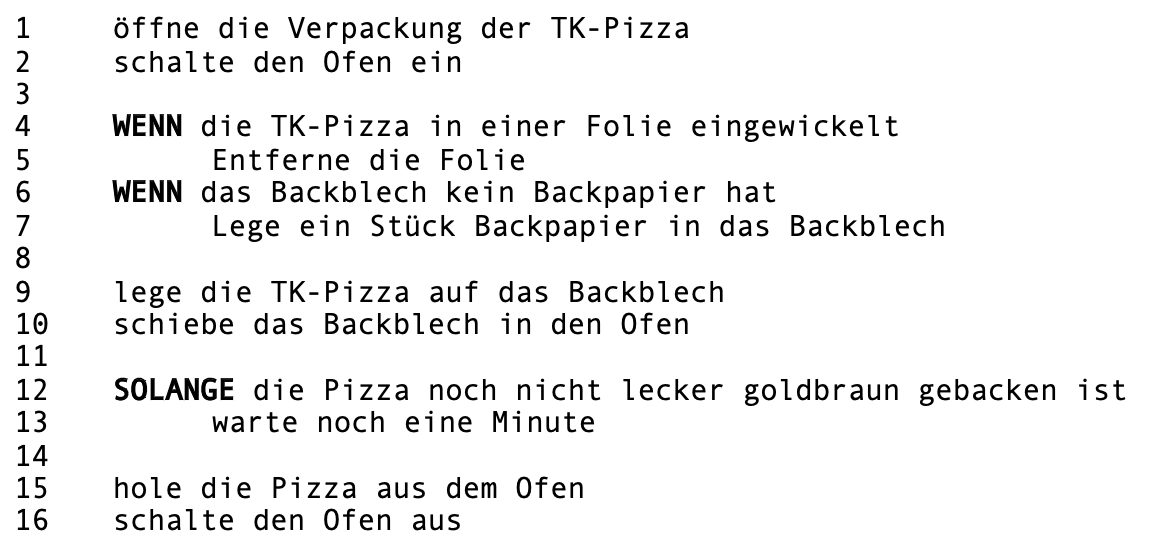 1 öffne die Verpackung der TK-Pizza
2 schalte den Ofen ein
3
4 WENN die TK-Pizza in einer Folie eingewickelt
5 Entferne die Folie
6 WENN das Backblech kein Backpapier hat
7 Lege ein Stück Backpapier in das Backblech
8
9 lege die TK-Pizza auf das Backblech
10 schiebe das Backblech in den Ofen
11
12 SOLANGE die Pizza noch nicht lecker goldbraun gebacken ist
13 warte noch eine Minute
14
15 hole die Pizza aus dem Ofen
16 schalte den Ofen aus